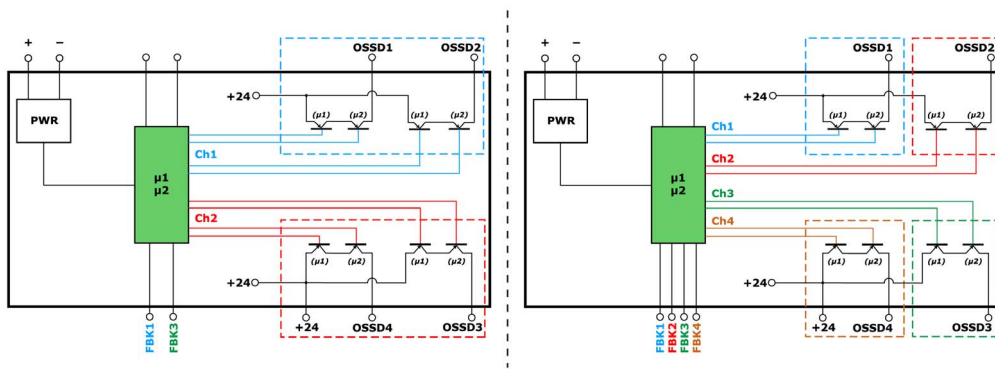 OSSD1 OSSD2
+ −
+24
PWR
(μ1) (μ2) (μ1) (μ2)
Ch1
μ1
μ2
Ch2
(μ1) (μ2) (μ1) (μ2)
+24
+24 OSSD4 OSSD3
FBK1 FBK3
OSSD1 OSSD2
+ −
+24
PWR
(μ1) (μ2) (μ1) (μ2)
Ch1
Ch2
μ1
μ2
Ch3
Ch4
(μ1) (μ2) (μ1) (μ2)
+24
+24 OSSD4 OSSD3
FBK1 FBK2 FBK3 FBK4